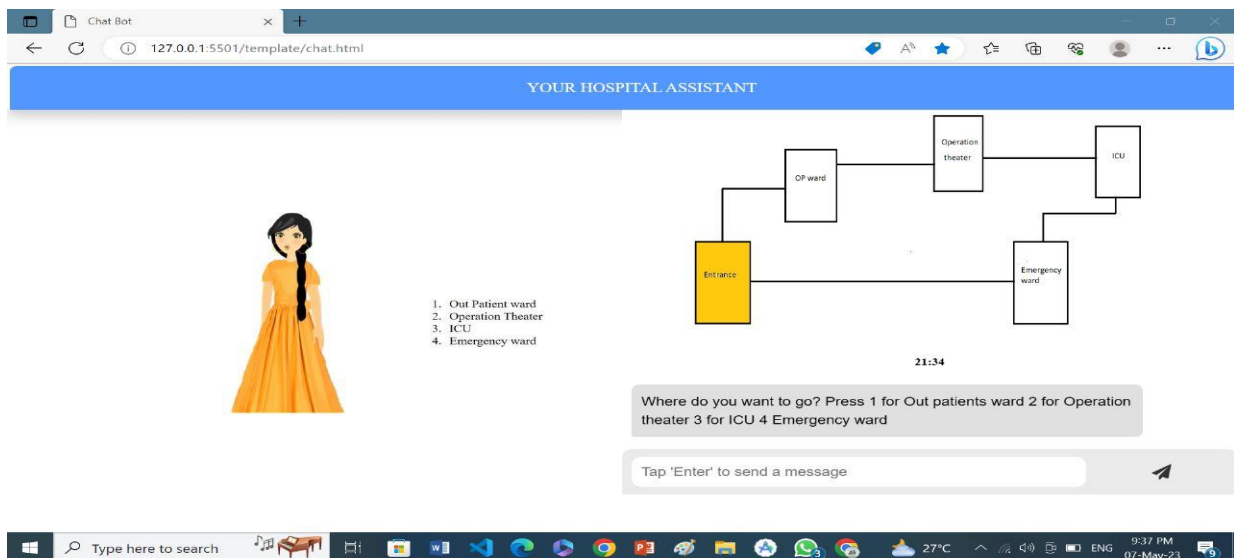 Chat Bot
127.0.0.1:5501/template/chat.html
YOUR HOSPITAL ASSISTANT
1. Out Patient ward
2. Operation Theater
3. ICU
4. Emergency ward
Operation
theater
ICU
OP ward
Entrance
Emergency
ward
21:34
Where do you want to go? Press 1 for Out patients ward 2 for Operation
theater 3 for ICU 4 Emergency ward
Tap 'Enter' to send a message
Type here to search
27°C
ENG
9:37 PM
07-May-23